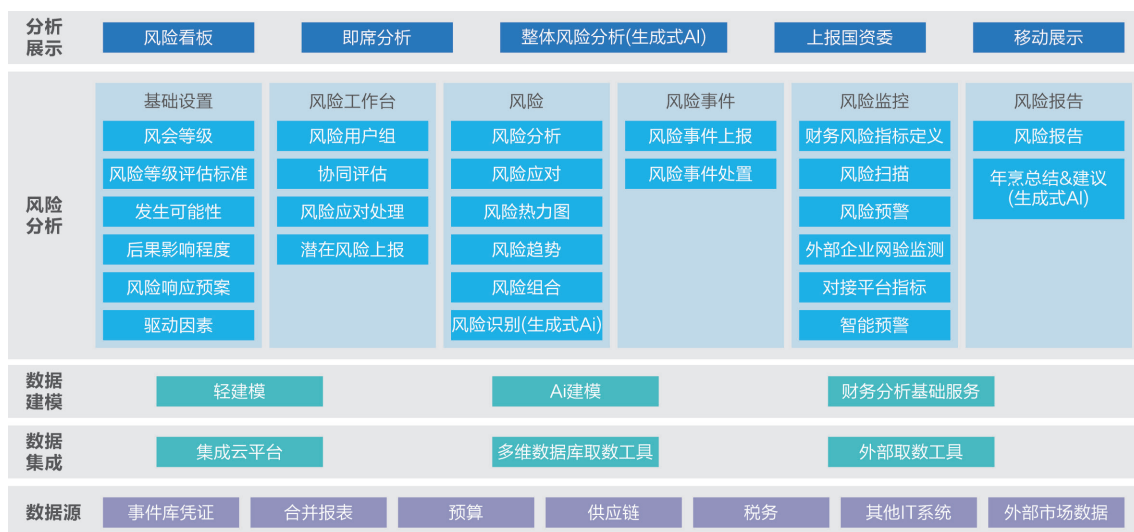 分析
展示
风险看板
即席分析
整体风险分析(生成式AI)
上报国资委
移动展示
风险
分析
基础设置
风会等级
风险等级评估标准
发生可能性
后果影响程度
风险响应预案
驱动因素
风险工作台
风险用户组
协同评估
风险应对处理
潜在风险上报
风险
风险分析
风险应对
风险热力图
风险趋势
风险组合
风险识别(生成式Ai)
风险事件
风险事件上报
风险事件处置
风险监控
财务风险指标定义
风险扫描
风险预警
外部企业网验监测
对接平台指标
智能预警
风险报告
风险报告
年烹总结&建议
(生成式AI)
数据
建模
轻建模
Ai建模
财务分析基础服务
数据
集成
集成云平台
多维数据库取数工具
外部取数工具
数据源
事件库凭证
合并报表
预算
供应链
税务
其他IT系统
外部市场数据